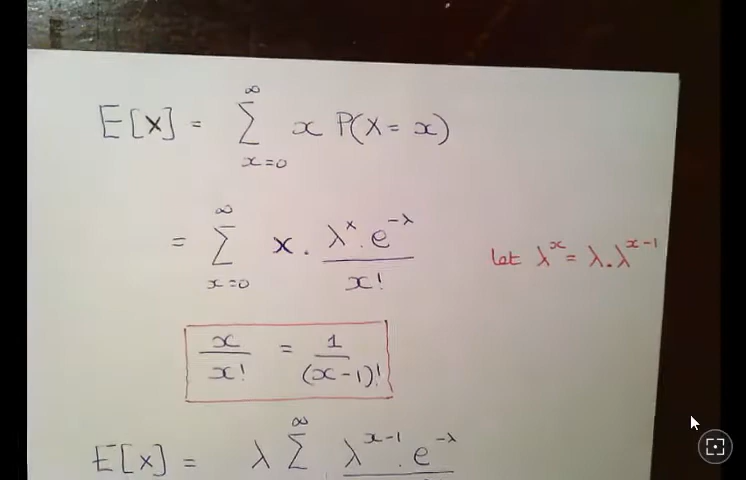 E[X] = ∑_{x=0}^{∞} x P(X = x)
= ∑_{x=0}^{∞} x . (λ^x . e^{-λ}) / x!
let λ^x = λ . λ^{x-1}
x / x! = 1 / (x-1)!
E[X] = λ ∑^{∞} λ^{x-1} . e^{-λ}